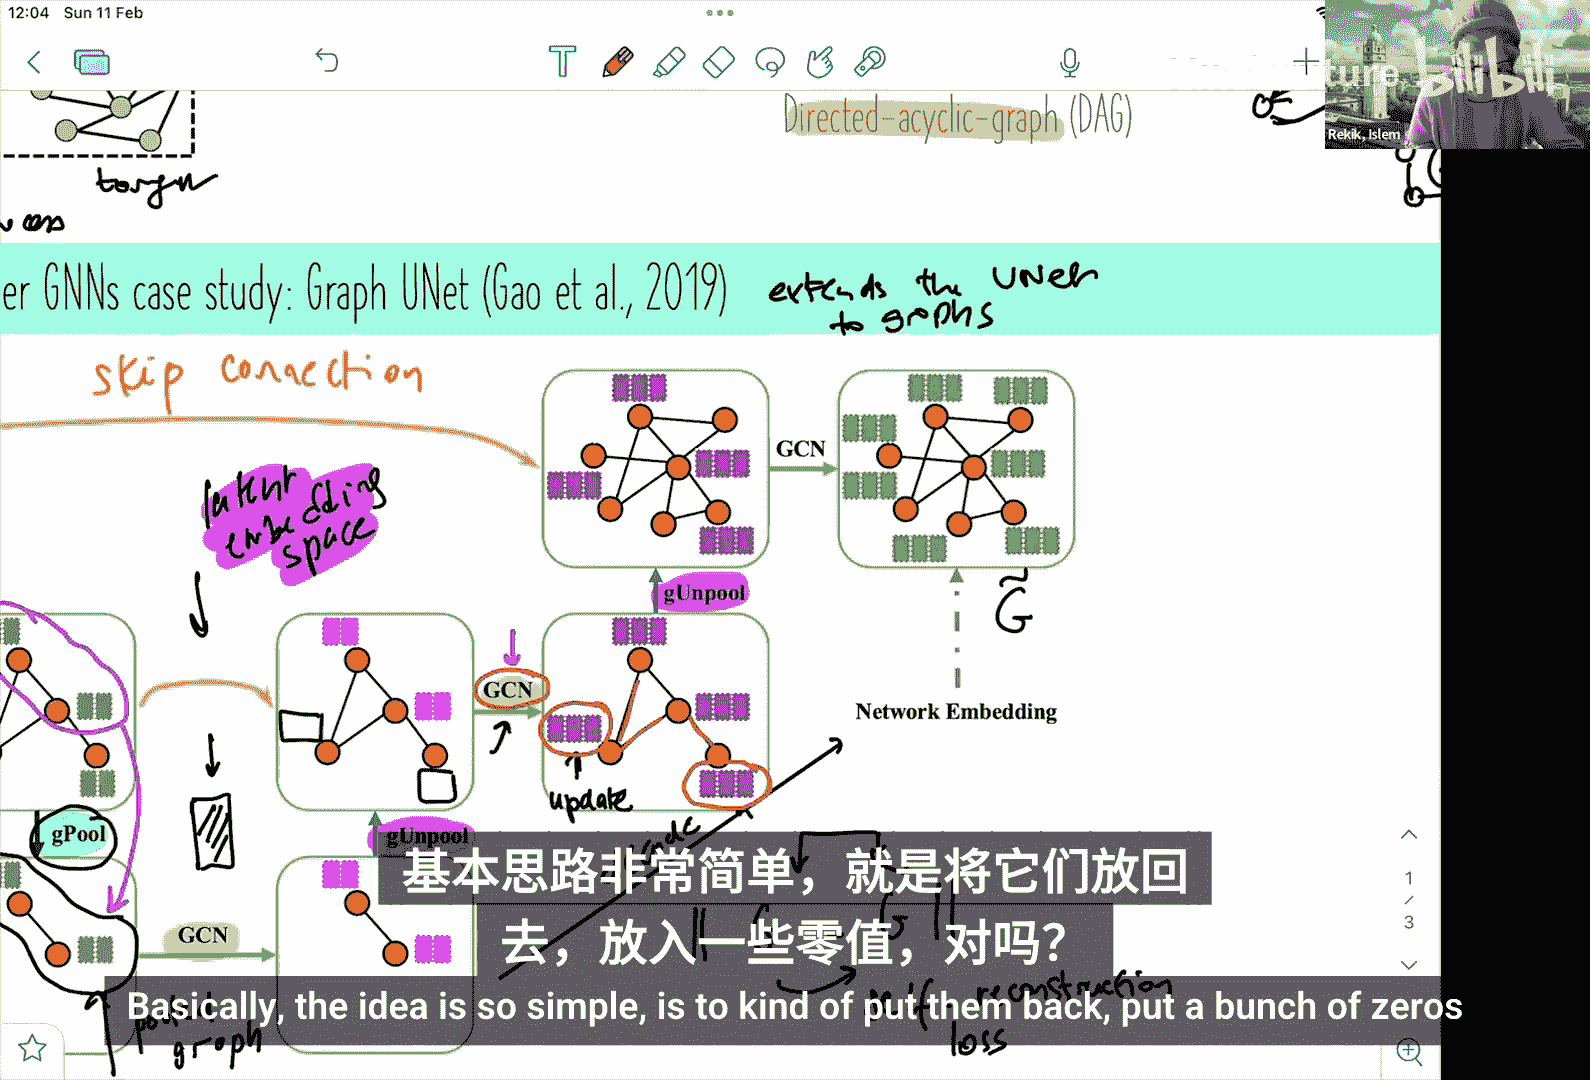 12:04 Sun 11 Feb
T
ture,
bilibili
Rekik, Islem
Directed-acyclic-graph (DAG)
target
er GNNs case study: Graph UNet (Gao et al., 2019)
extends the UNet
to graphs
skip connection
latent
embedding
space
GCN
gUnpool
G̃
GCN
Network Embedding
update
gPool
gUnpool
GCN
1
3
graph
loss
reconstruction
基本思路非常简单，就是将它们放回
去，放入一些零值，对吗？
Basically, the idea is so simple, is to kind of put them back, put a bunch of zeros